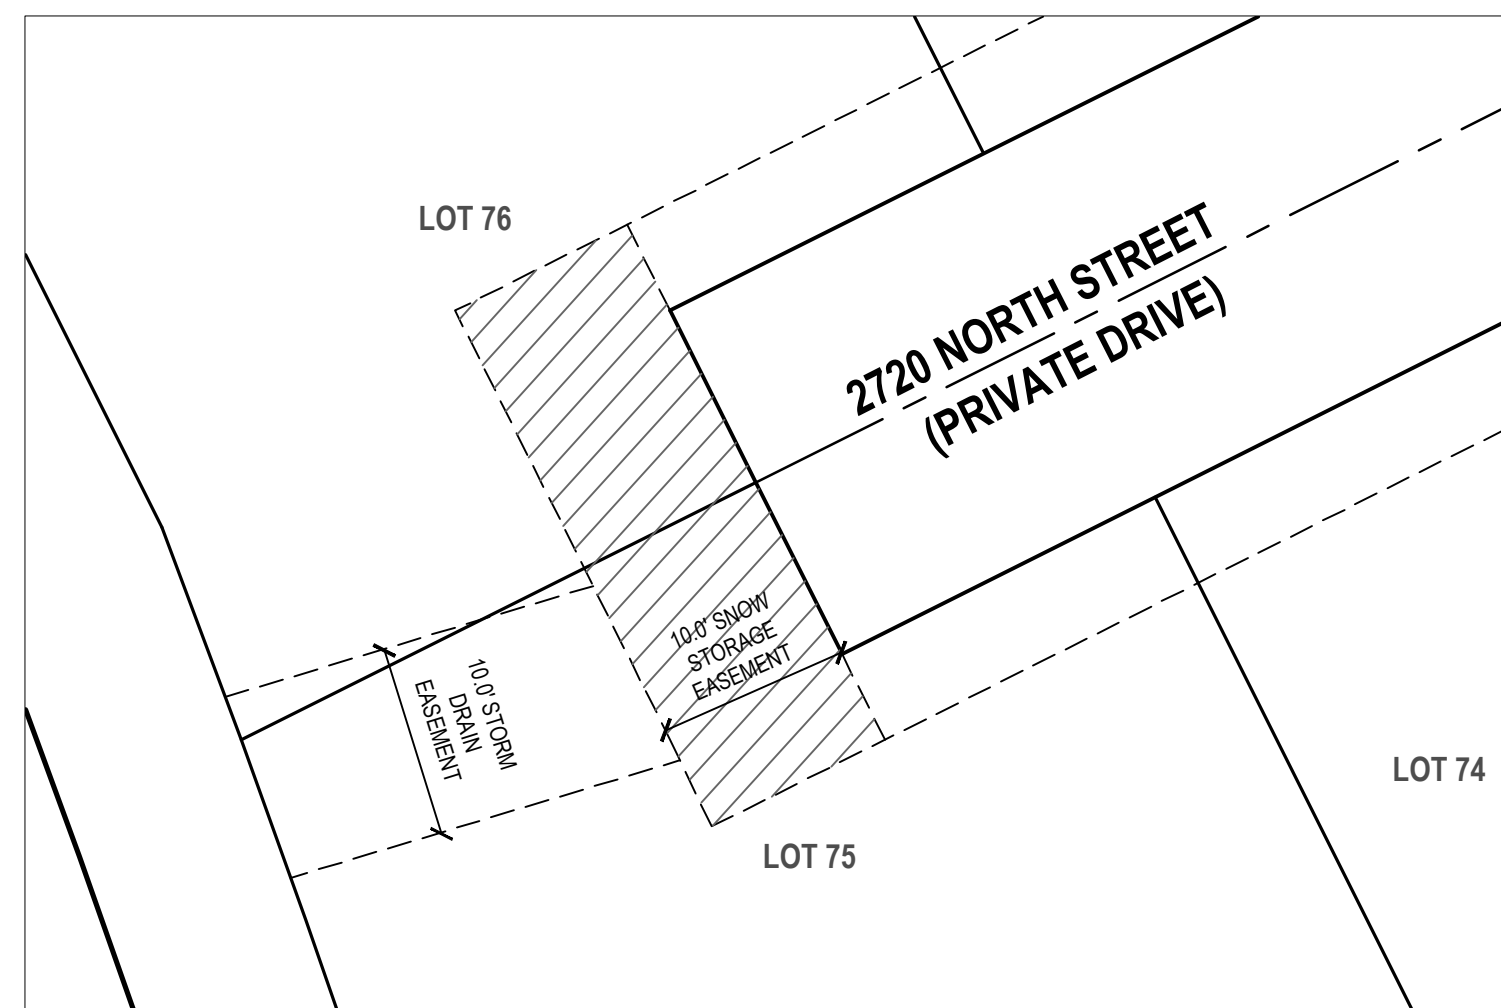 LOT 76
2720 NORTH STREET
(PRIVATE DRIVE)
10.0' SNOW
STORAGE
EASEMENT
10.0' STORM
DRAIN
EASEMENT
LOT 74
LOT 75